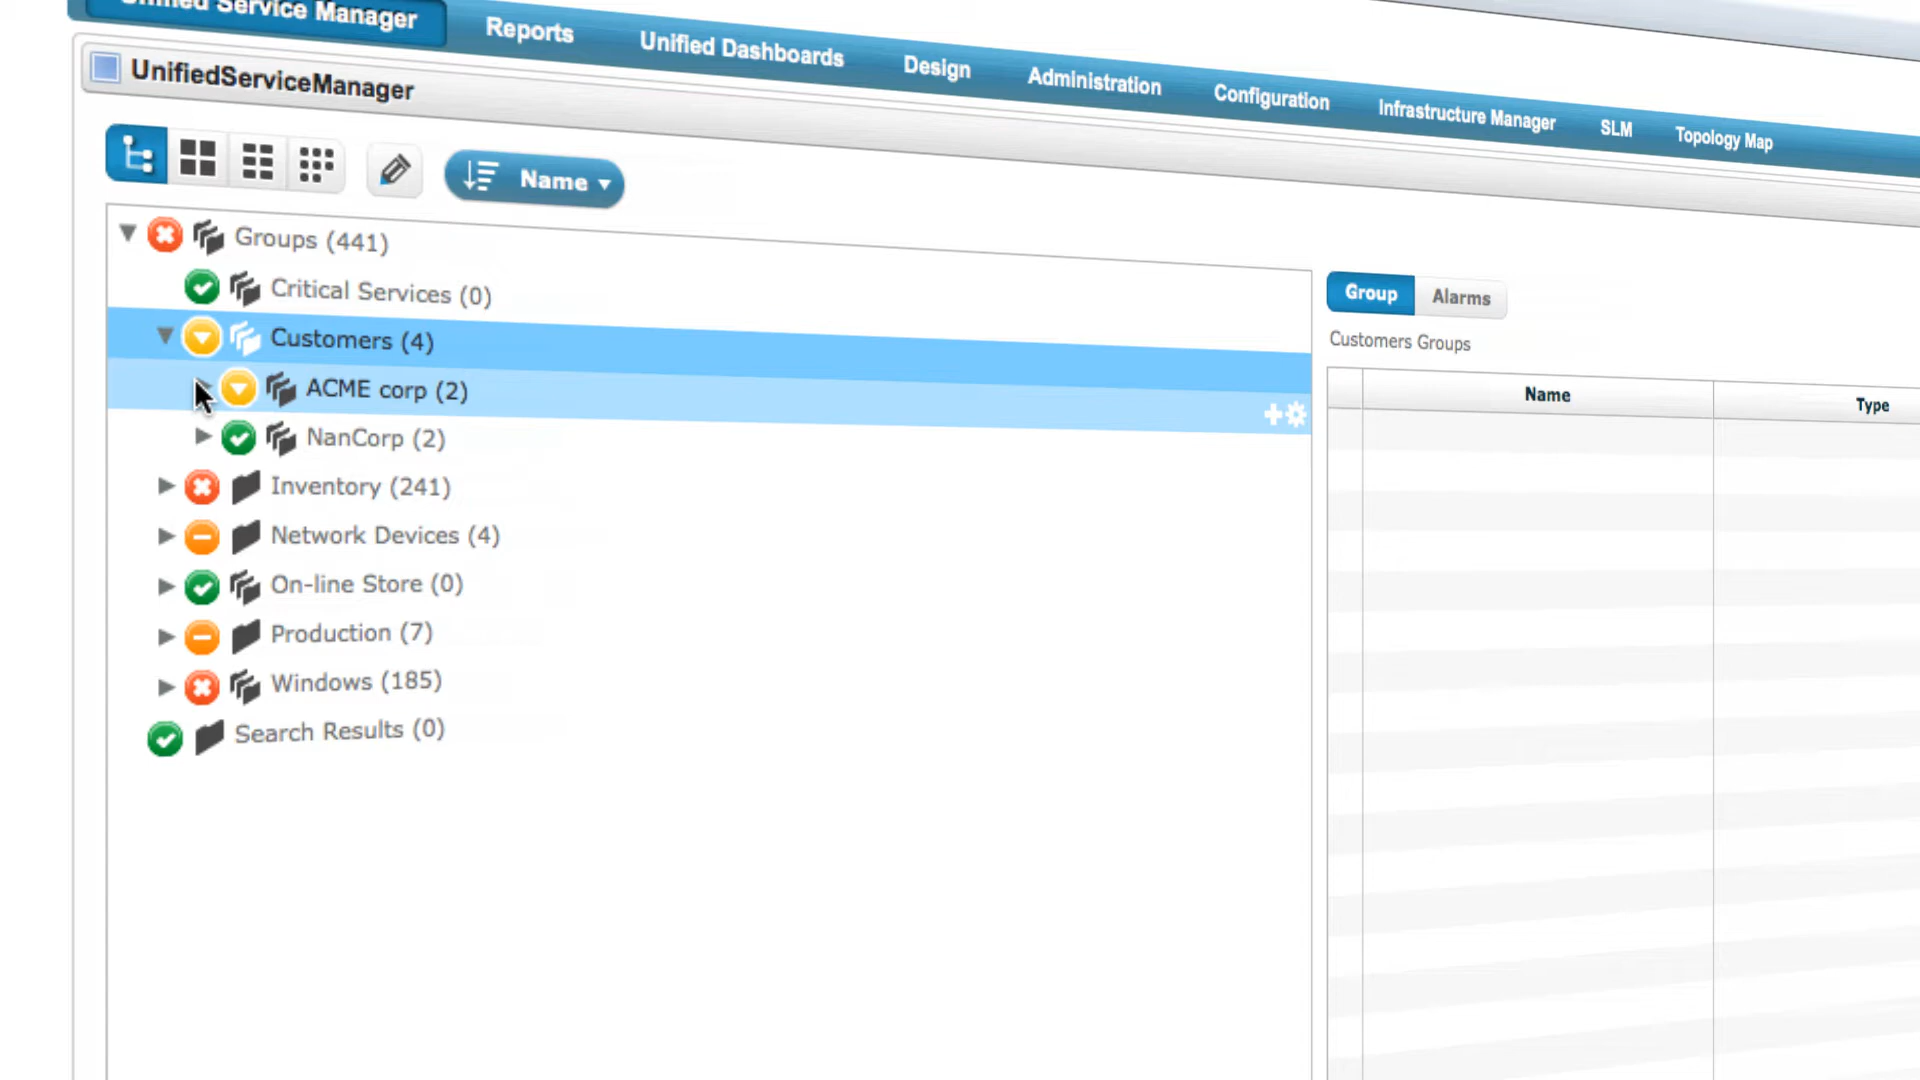 Unified Service Manager
Reports
Unified Dashboards
Design
Administration
Configuration
Infrastructure Manager
SLM
Topology Map
UnifiedServiceManager
Name
Groups (441)
Critical Services (0)
Customers (4)
ACME corp (2)
NanCorp (2)
Inventory (241)
Network Devices (4)
On-line Store (0)
Production (7)
Windows (185)
Search Results (0)
Group
Alarms
Customers Groups
Name
Type